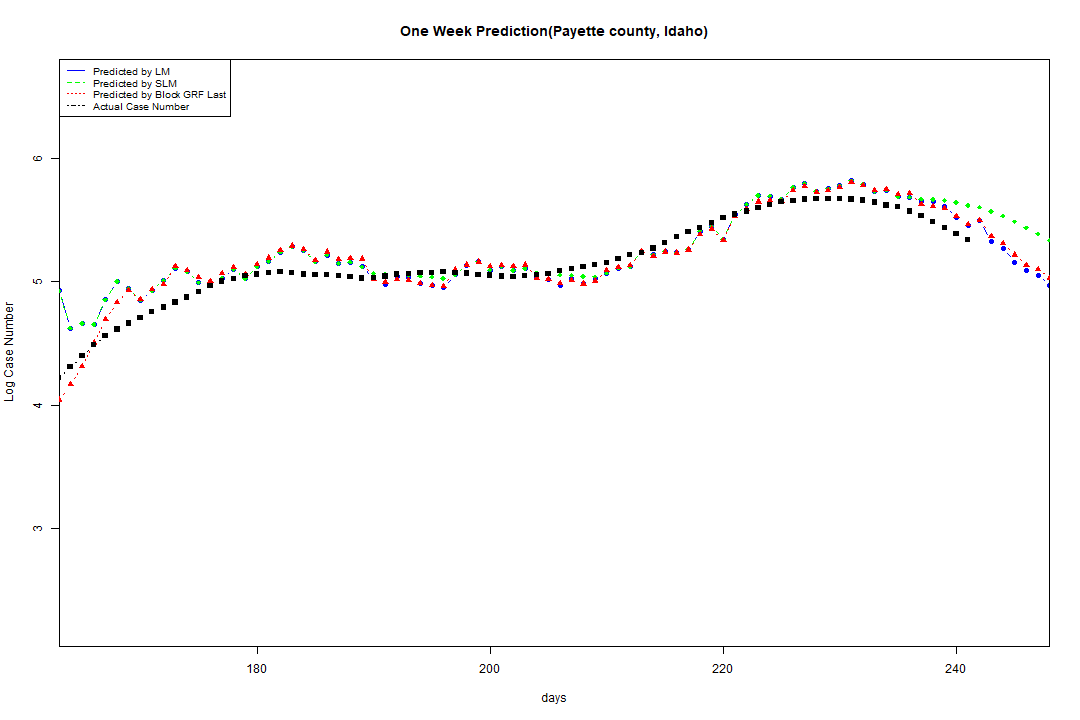 One Week Prediction(Payette county, Idaho)
Predicted by LM
Predicted by SLM
Predicted by Block GRF Last
Actual Case Number
6
5
4
3
Log Case Number
180 200 220 240
days